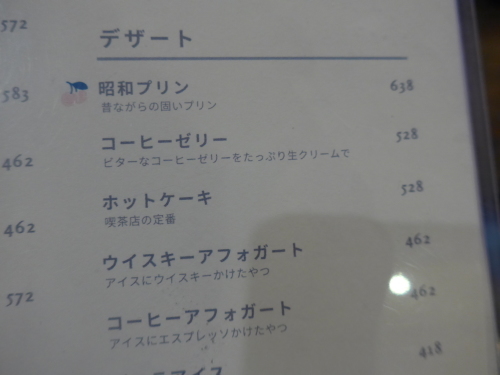 572
583
462
462
572
デザート
昭和プリン 638
昔ながらの固いプリン
コーヒーゼリー 528
ビターなコーヒーゼリーをたっぷり生クリームで
ホットケーキ 528
喫茶店の定番
ウイスキーアフォガート 462
アイスにウイスキーかけたやつ
コーヒーアフォガート 462
アイスにエスプレッソかけたやつ
アイス 418